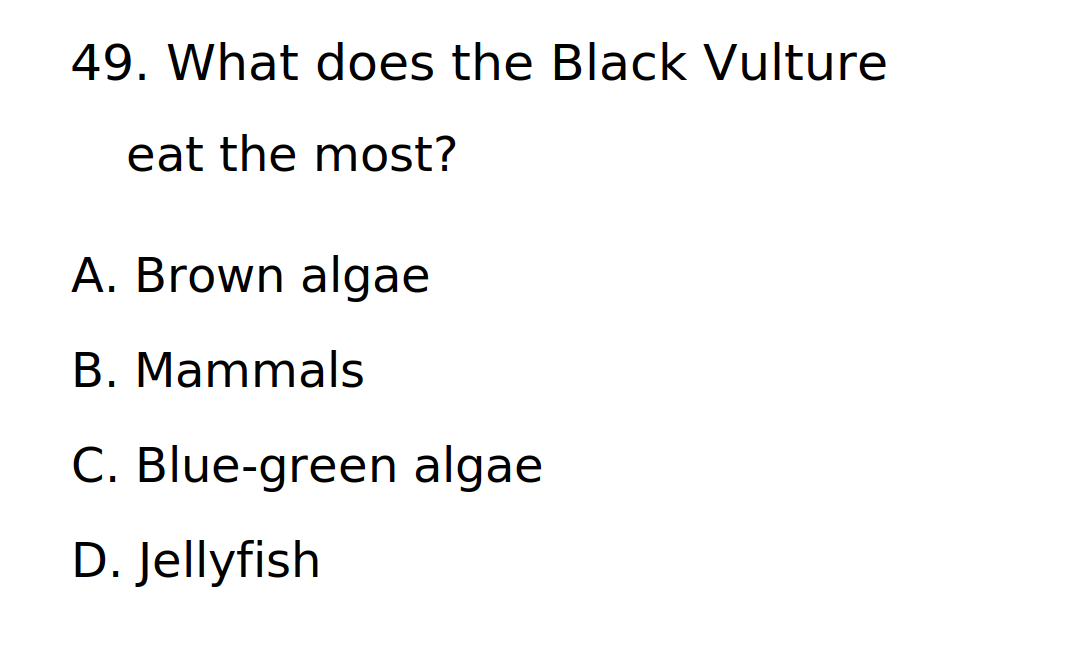 49. What does the Black Vulture
eat the most?
A. Brown algae
B. Mammals
C. Blue-green algae
D. Jellyfish